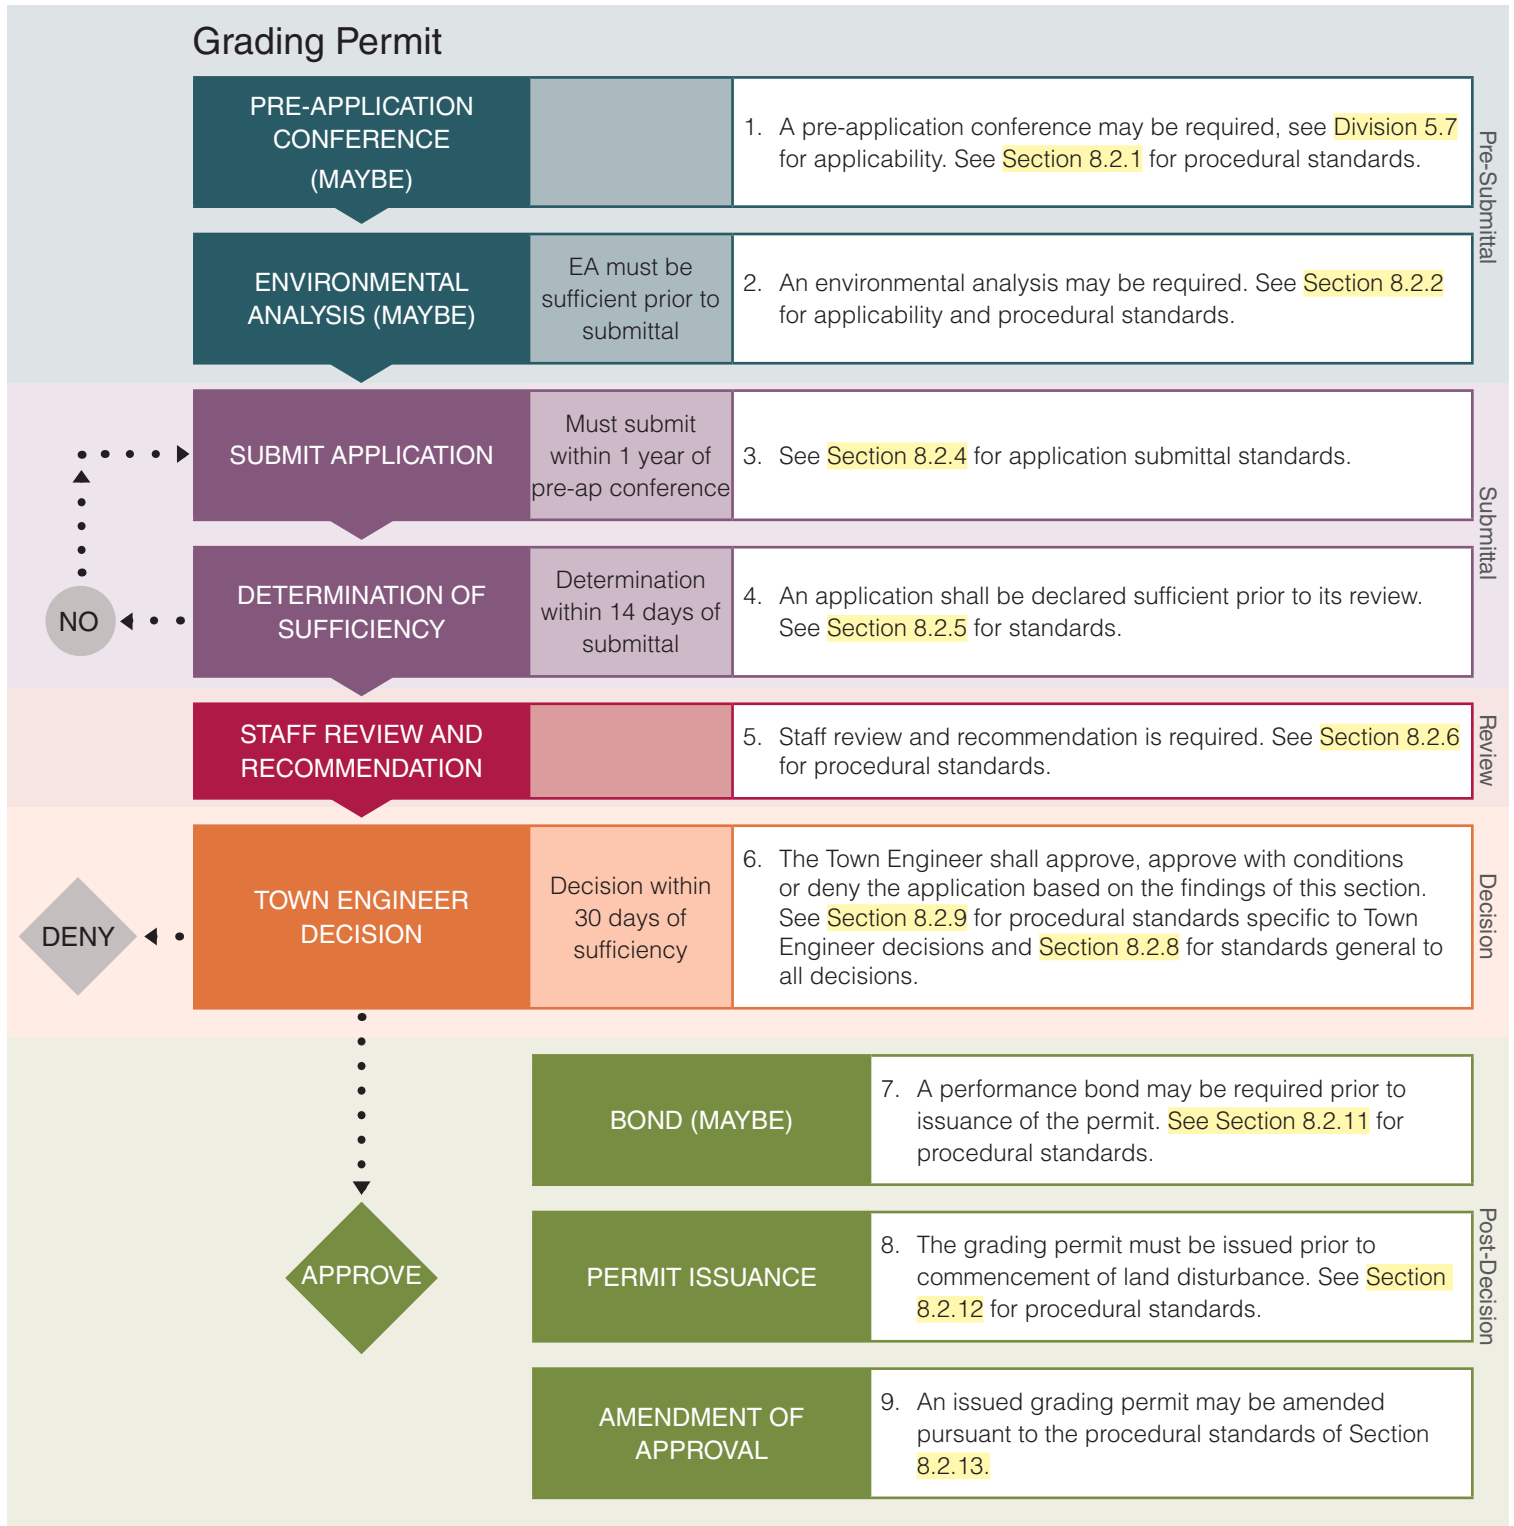 Grading Permit
PRE-APPLICATION
CONFERENCE
(MAYBE)
1. A pre-application conference may be required, see Division 5.7
for applicability. See Section 8.2.1 for procedural standards.
Pre-Submittal
ENVIRONMENTAL
ANALYSIS (MAYBE)
EA must be
sufficient prior to
submittal
2. An environmental analysis may be required. See Section 8.2.2
for applicability and procedural standards.
SUBMIT APPLICATION
Must submit
within 1 year of
pre-ap conference
3. See Section 8.2.4 for application submittal standards.
Submittal
NO
DETERMINATION OF
SUFFICIENCY
Determination
within 14 days of
submittal
4. An application shall be declared sufficient prior to its review.
See Section 8.2.5 for standards.
STAFF REVIEW AND
RECOMMENDATION
5. Staff review and recommendation is required. See Section 8.2.6
for procedural standards.
Review
DENY
TOWN ENGINEER
DECISION
Decision within
30 days of
sufficiency
6. The Town Engineer shall approve, approve with conditions
or deny the application based on the findings of this section.
See Section 8.2.9 for procedural standards specific to Town
Engineer decisions and Section 8.2.8 for standards general to
all decisions.
Decision
APPROVE
BOND (MAYBE)
7. A performance bond may be required prior to
issuance of the permit. See Section 8.2.11 for
procedural standards.
PERMIT ISSUANCE
8. The grading permit must be issued prior to
commencement of land disturbance. See Section
8.2.12 for procedural standards.
Post-Decision
AMENDMENT OF
APPROVAL
9. An issued grading permit may be amended
pursuant to the procedural standards of Section
8.2.13.